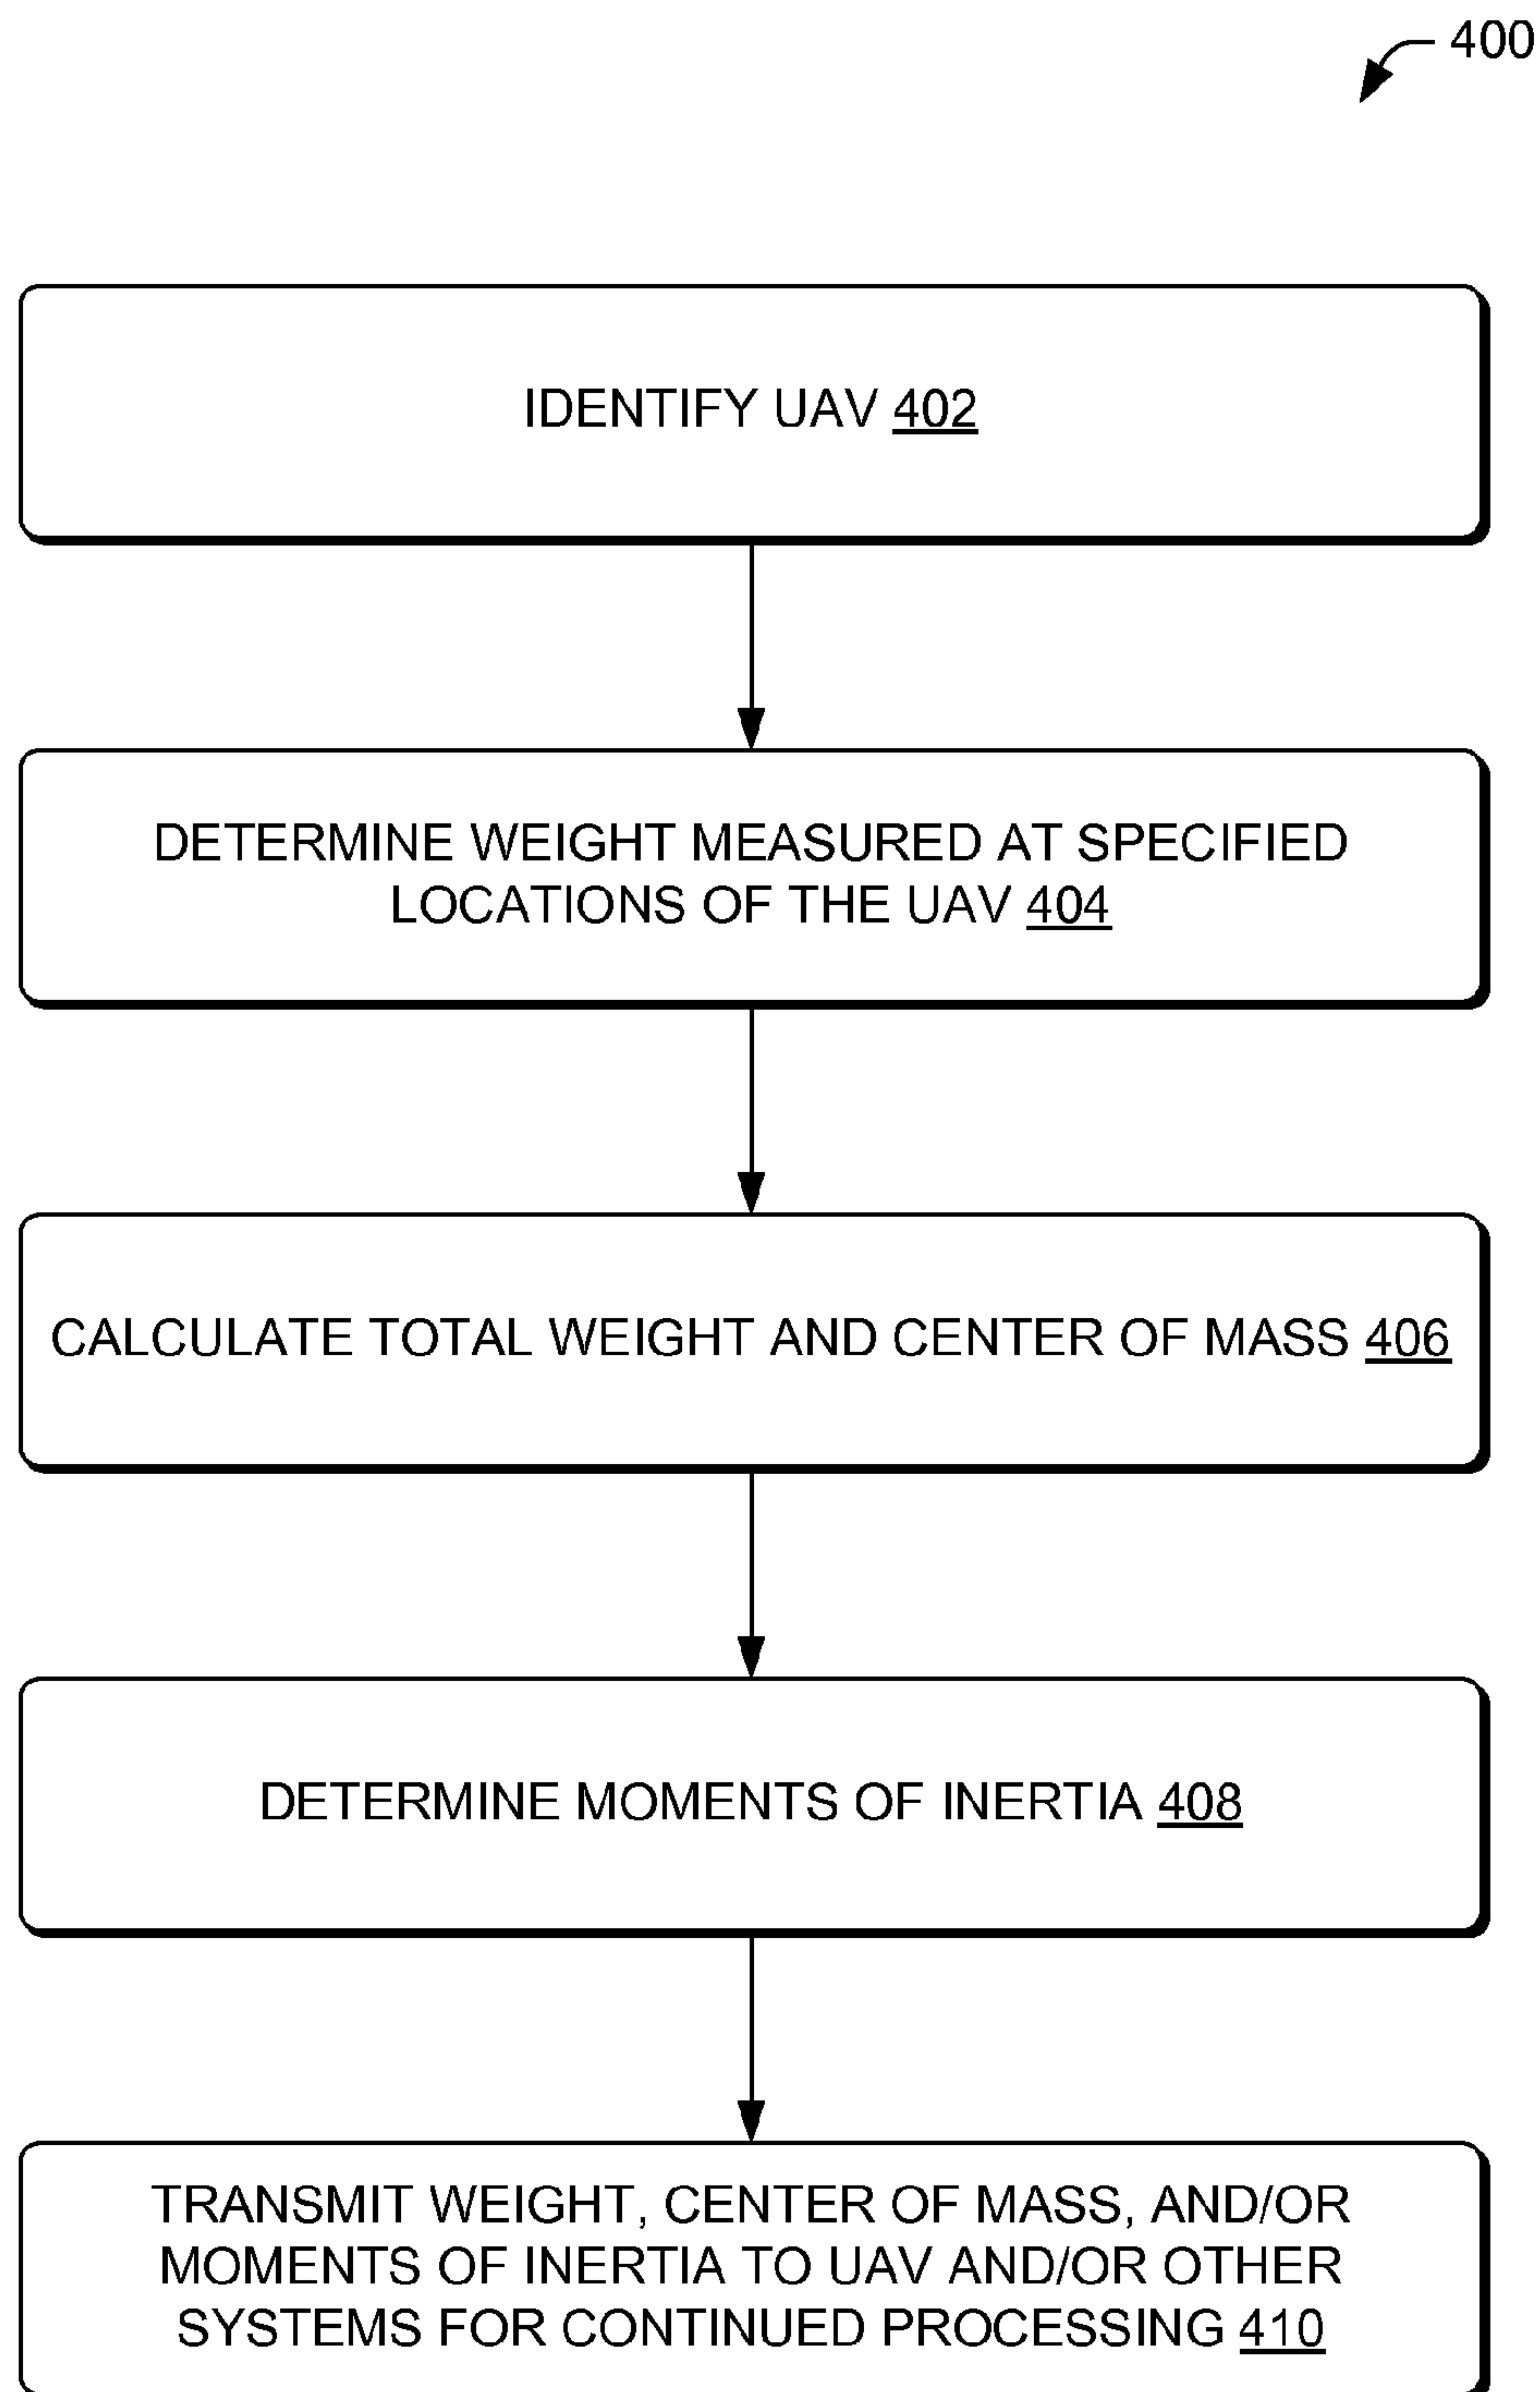 400
IDENTIFY UAV 402
DETERMINE WEIGHT MEASURED AT SPECIFIED
LOCATIONS OF THE UAV 404
CALCULATE TOTAL WEIGHT AND CENTER OF MASS 406
DETERMINE MOMENTS OF INERTIA 408
TRANSMIT WEIGHT, CENTER OF MASS, AND/OR
MOMENTS OF INERTIA TO UAV AND/OR OTHER
SYSTEMS FOR CONTINUED PROCESSING 410